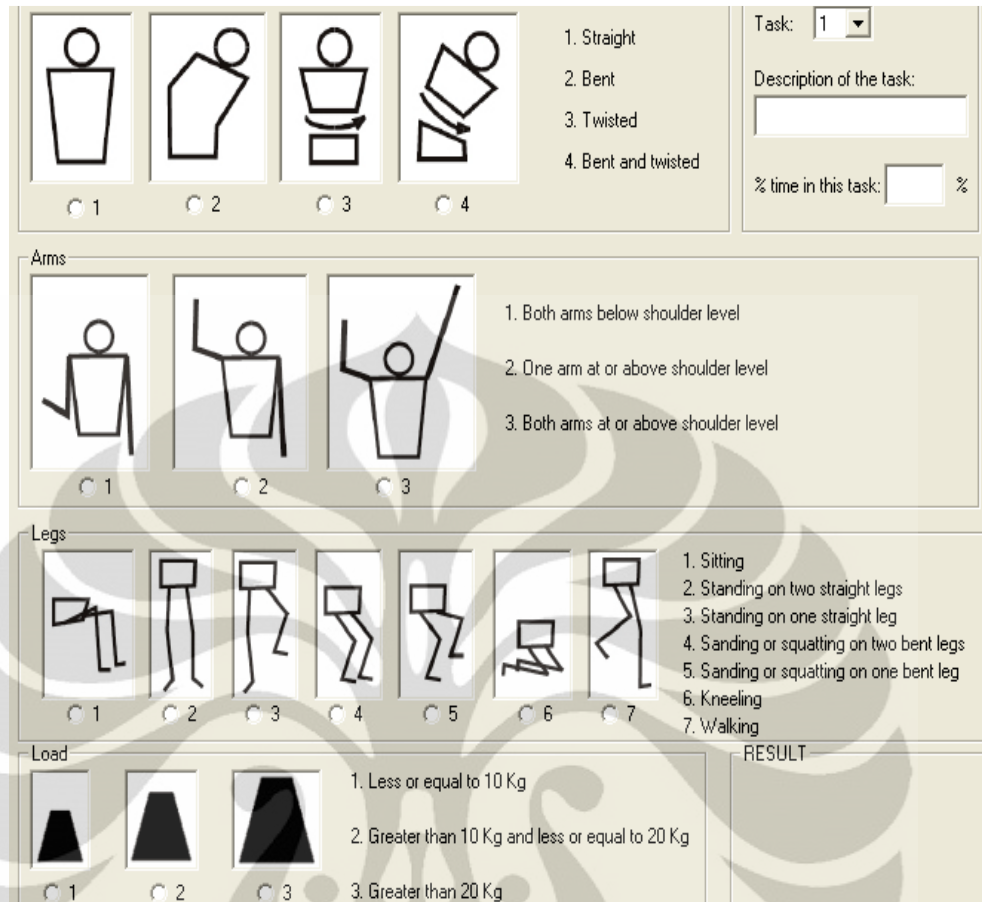 1. Straight
2. Bent
3. Twisted
4. Bent and twisted
1 2 3 4
Task: 1
Description of the task:
% time in this task: %
Arms
1. Both arms below shoulder level
2. One arm at or above shoulder level
3. Both arms at or above shoulder level
1 2 3
Legs
1. Sitting
2. Standing on two straight legs
3. Standing on one straight leg
4. Sanding or squatting on two bent legs
5. Sanding or squatting on one bent leg
6. Kneeling
7. Walking
1 2 3 4 5 6 7
Load
1. Less or equal to 10 Kg
2. Greater than 10 Kg and less or equal to 20 Kg
3. Greater than 20 Kg
1 2 3
RESULT